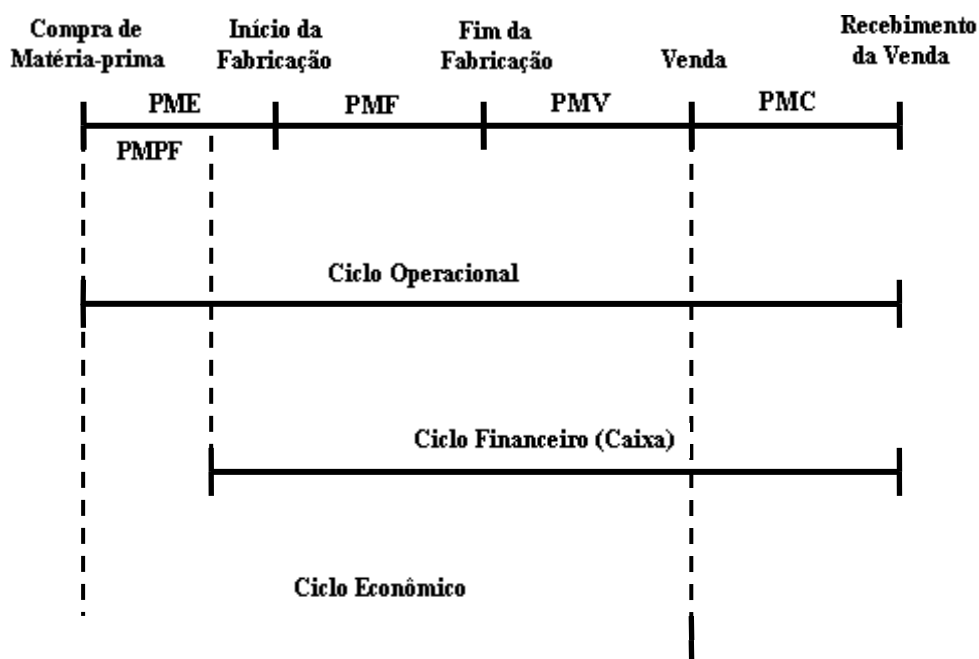 Compra de
Matéria-prima
Início da
Fabricação
Fim da
Fabricação
Venda
Recebimento
da Venda
PME
PMF
PMV
PMC
PMPF
Ciclo Operacional
Ciclo Financeiro (Caixa)
Ciclo Econômico